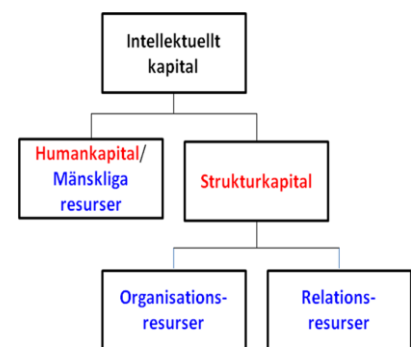 Intellektuellt
kapital
Humankapital/
Mänskliga
resurser
Strukturkapital
Organisations-
resurser
Relations-
resurser